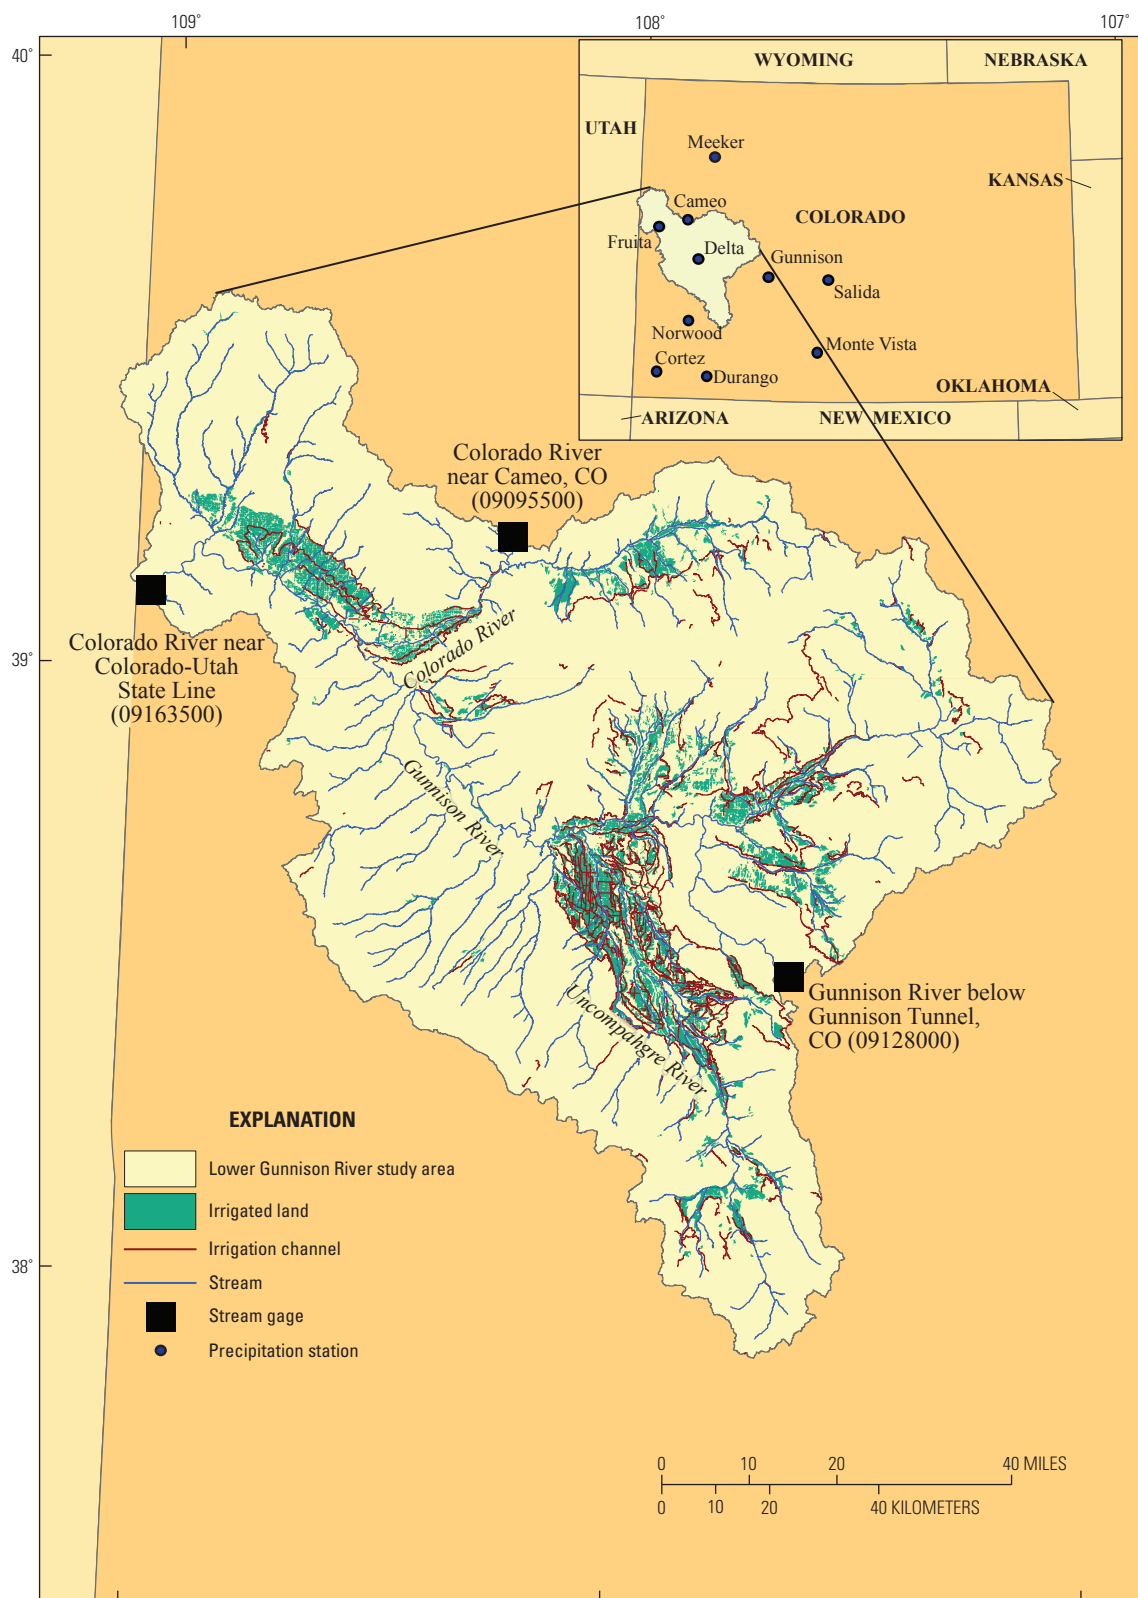 109°
108°
107°
40°
39°
38°
WYOMING
NEBRASKA
UTAH
Meeker
KANSAS
Cameo
COLORADO
Fruita
Delta
Gunnison
Salida
Norwood
Monte Vista
Cortez
Durango
OKLAHOMA
ARIZONA
NEW MEXICO
Colorado River
near Cameo, CO
(09095500)
Colorado River near
Colorado-Utah
State Line
(09163500)
Colorado River
Gunnison River
Uncompahgre River
Gunnison River below
Gunnison Tunnel,
CO (09128000)
EXPLANATION
Lower Gunnison River study area
Irrigated land
Irrigation channel
Stream
Stream gage
Precipitation station
0 10 20 40 MILES
0 10 20 40 KILOMETERS